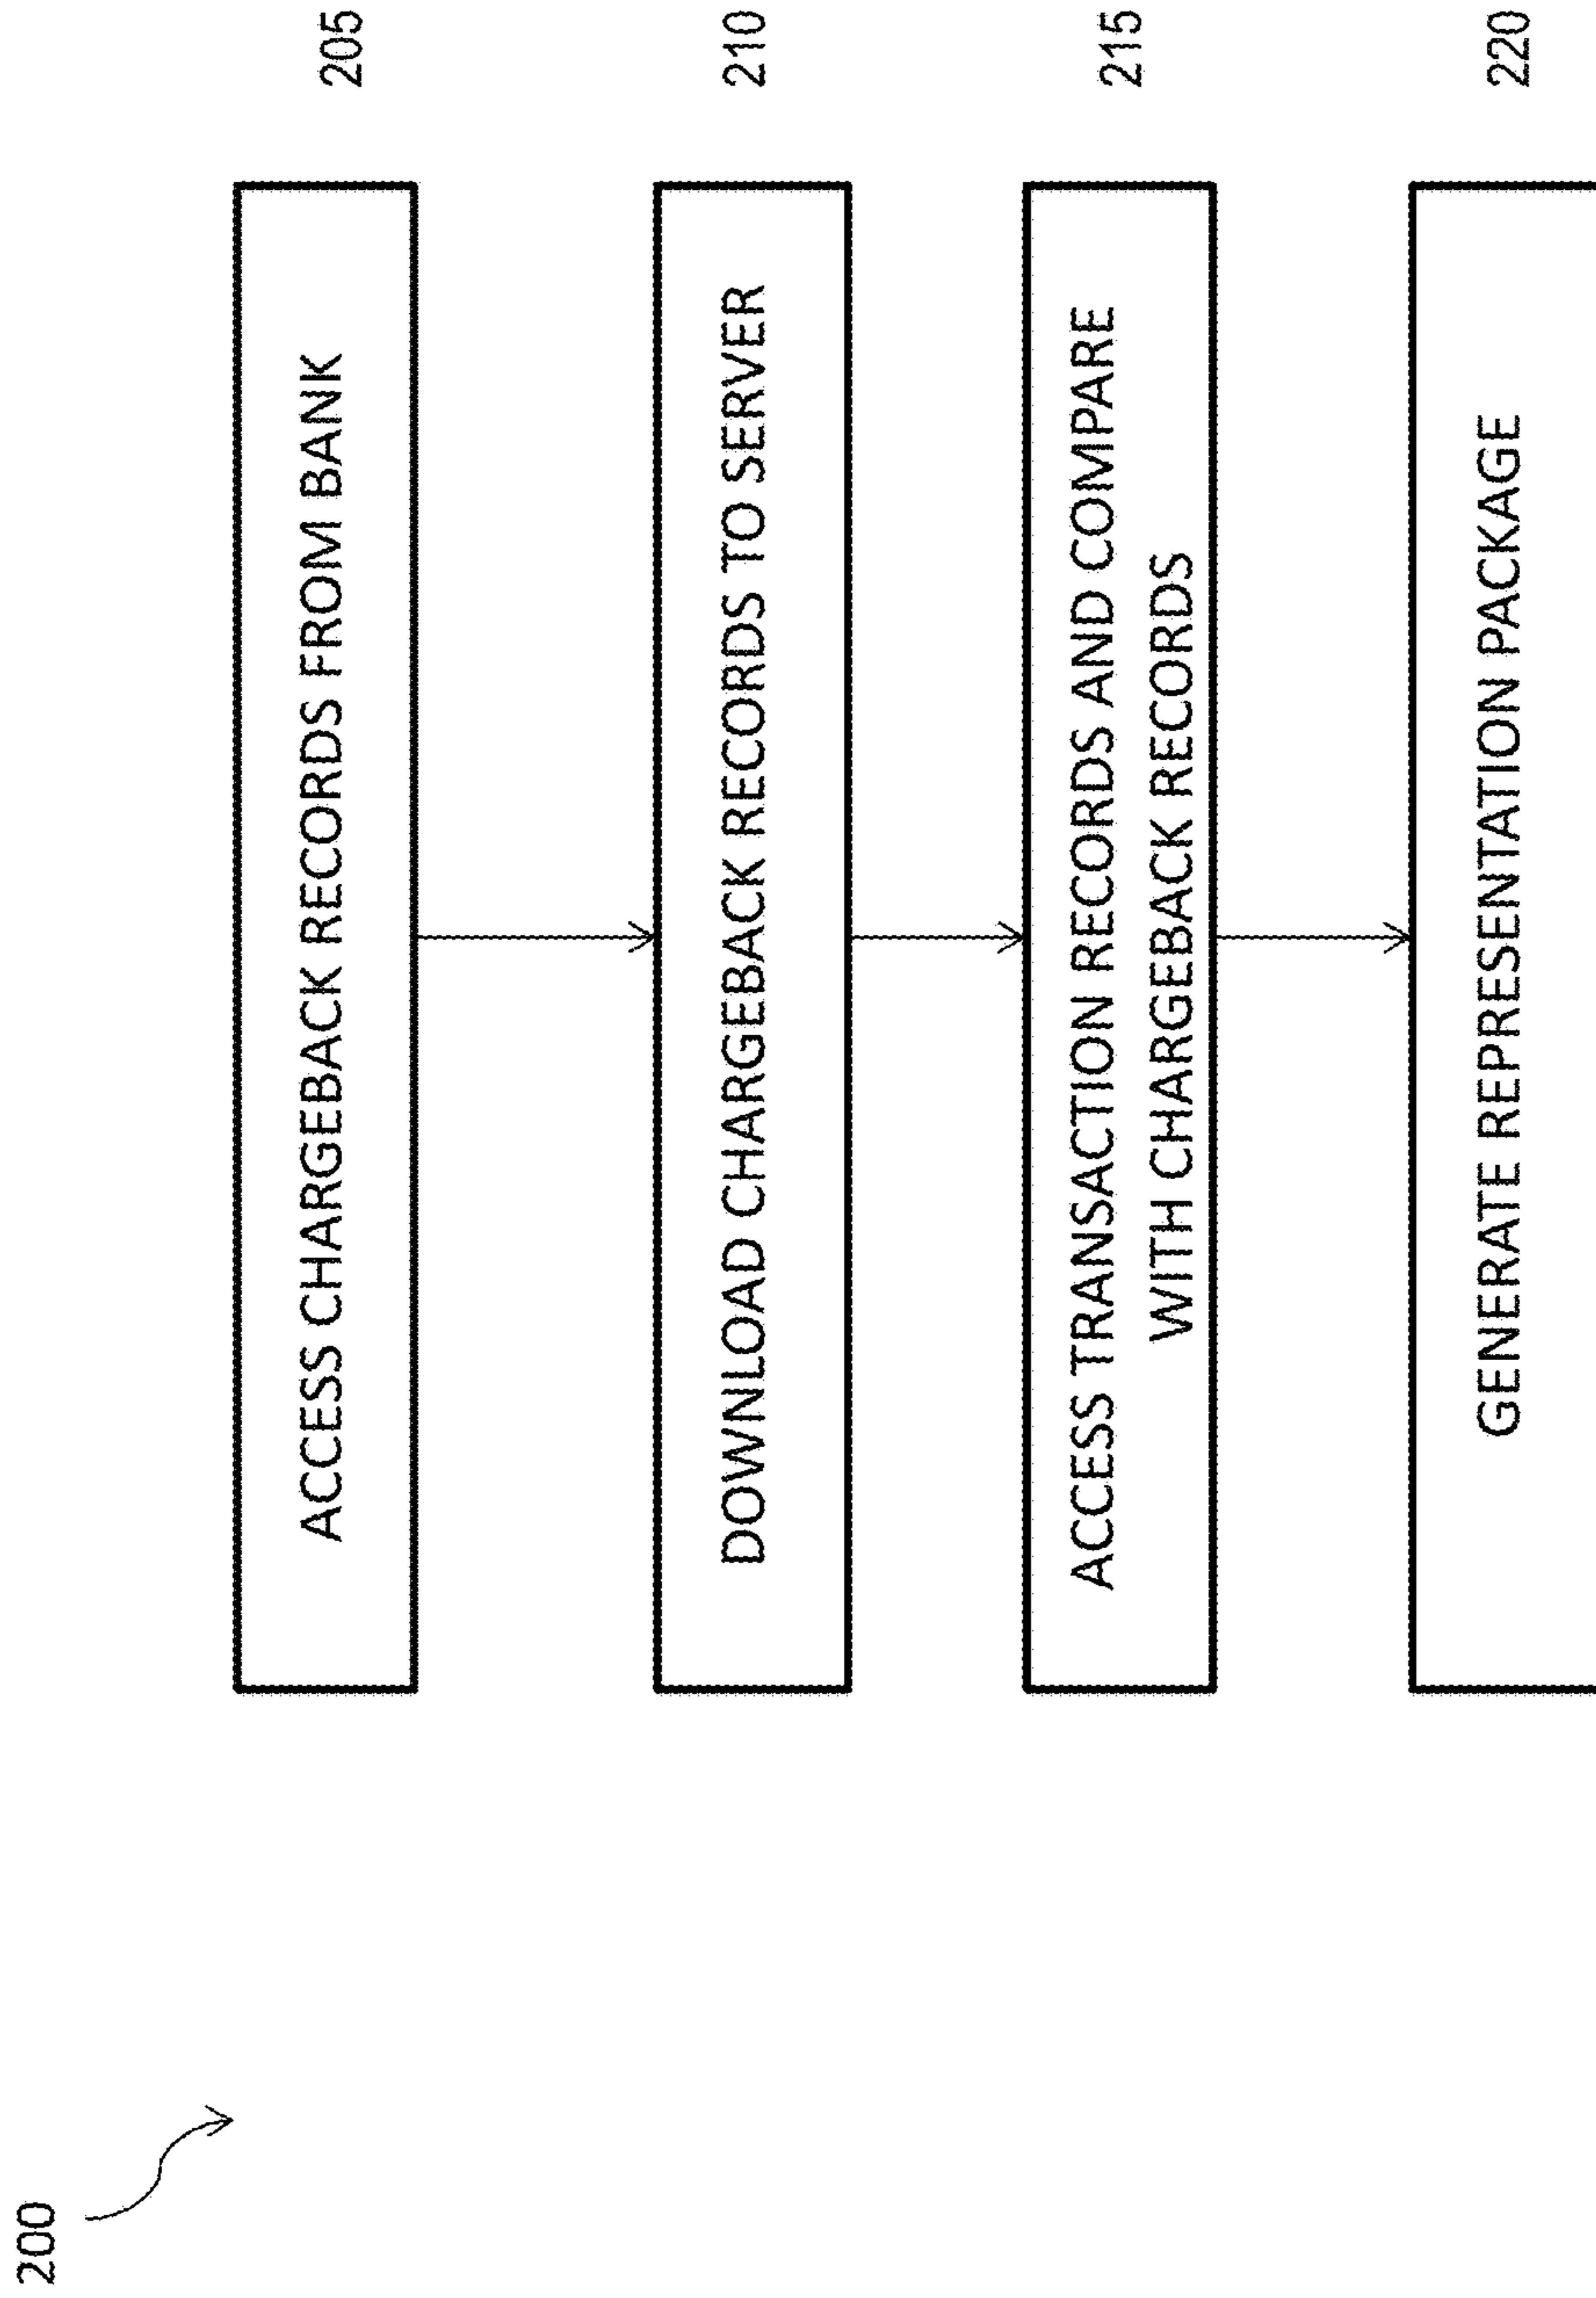 200
ACCESS CHARGEBACK RECORDS FROM BANK
205
DOWNLOAD CHARGEBACK RECORDS TO SERVER
210
ACCESS TRANSACTION RECORDS AND COMPARE
WITH CHARGEBACK RECORDS
215
GENERATE REPRESENTATION PACKAGE
220